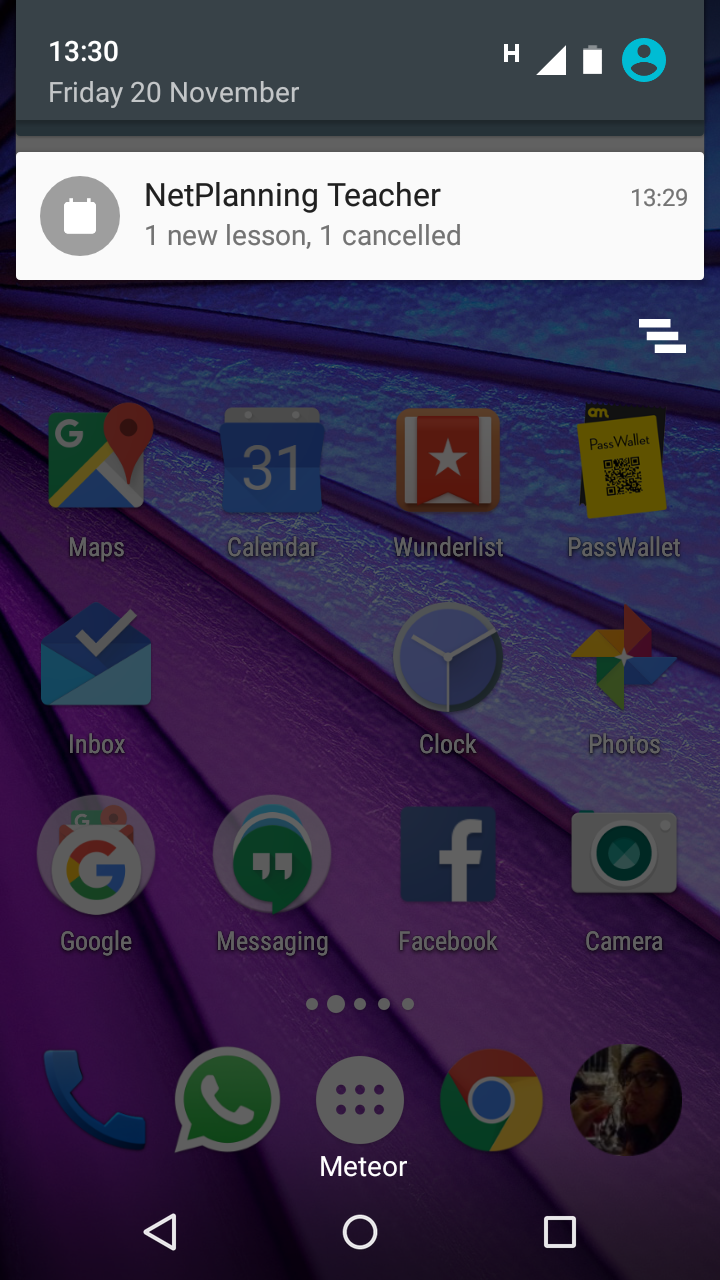 13:30
H
Friday 20 November
NetPlanning Teacher
13:29
1 new lesson, 1 cancelled
G
31
PassWallet
Maps
Calendar
Wunderlist
PassWallet
Inbox
Clock
Photos
G
G
f
Google
Messaging
Facebook
Camera
Meteor